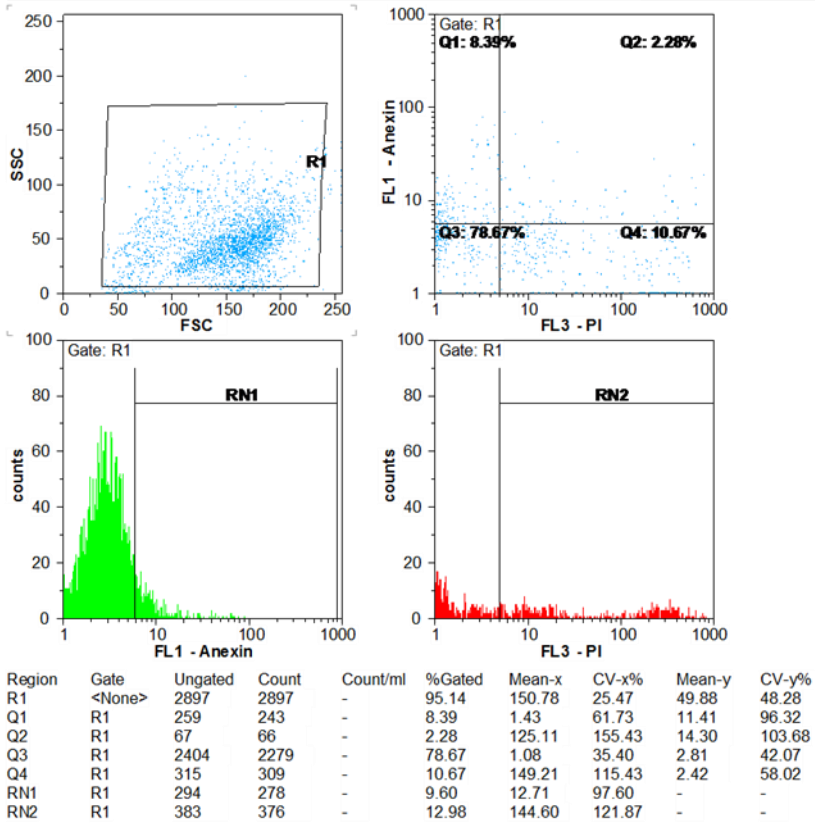 250
200
150
100
50
0
SSC
R1
0 50 100 150 200 250
FSC
Gate: R1
Q1: 8.39% Q2: 2.28%
Q3: 78.67% Q4: 10.67%
1000
100
10
1
FL1 - Anexin
1 10 100 1000
FL3 - PI
Gate: R1
RN1
100
80
60
40
20
0
counts
1 10 100 1000
FL1 - Anexin
Gate: R1
RN2
100
80
60
40
20
0
counts
1 10 100 1000
FL3 - PI
Region Gate Ungated Count Count/ml %Gated Mean-x CV-x% Mean-y CV-y%
R1 <None> 2897 2897 - 95.14 150.78 25.47 49.88 48.28
Q1 R1 259 243 - 8.39 1.43 61.73 11.41 96.32
Q2 R1 67 66 - 2.28 125.11 155.43 14.30 103.68
Q3 R1 2404 2279 - 78.67 1.08 35.40 2.81 42.07
Q4 R1 315 309 - 10.67 149.21 115.43 2.42 58.02
RN1 R1 294 278 - 9.60 12.71 97.60 - -
RN2 R1 383 376 - 12.98 144.60 121.87 - -